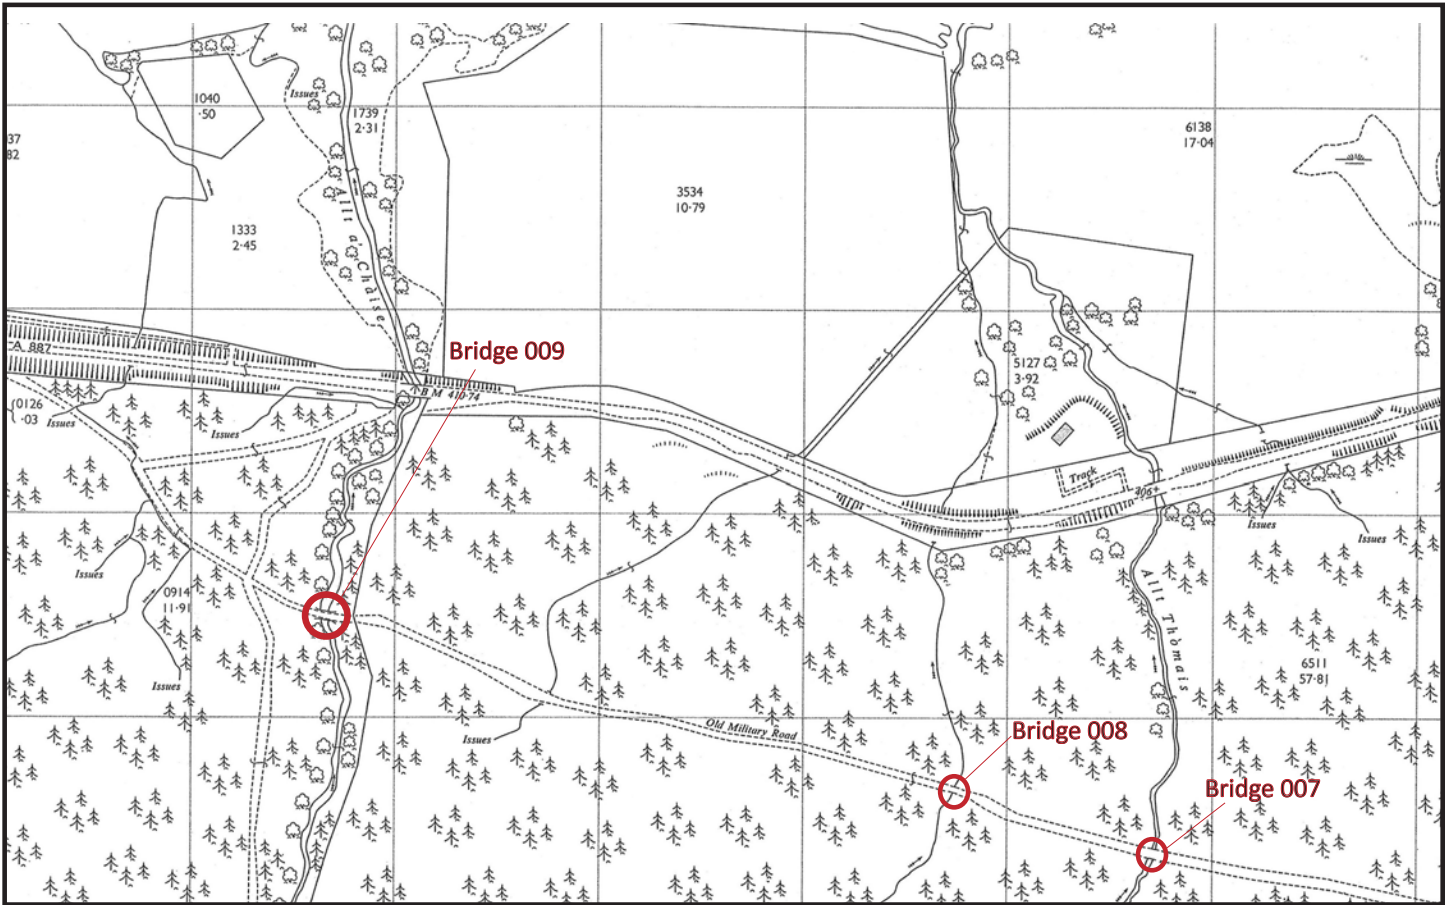 1040
·50
Issues
1739
2·31
37
82
6138
17·04
3534
10·79
1333
2·45
Allt a' Chàise
A 887
Bridge 009
B M 410·74
5127
3·92
0126
·03
Issues
Issues
Track
406+
Issues
Issues
Issues
0914
11·91
Allt Thòmais
6511
57·81
Issues
Issues
Old Military Road
Bridge 008
Bridge 007